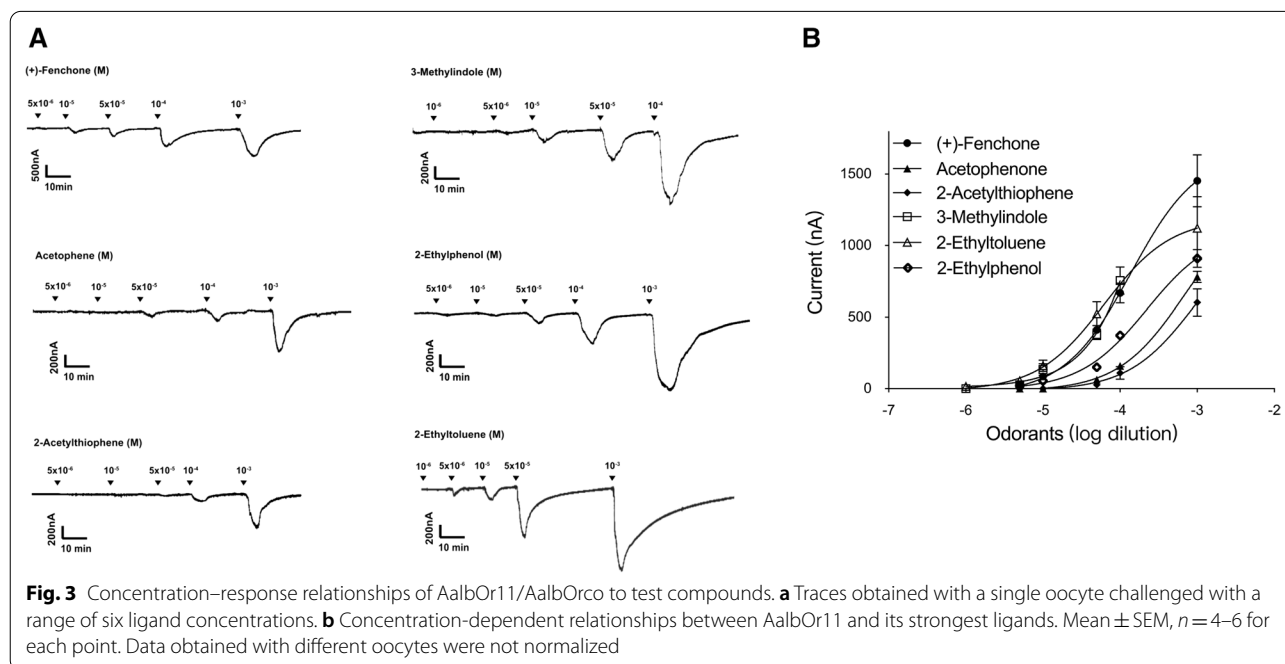 A
(+)-Fenchone (M)
5x10⁻⁶ 10⁻⁵ 5x10⁻⁵ 10⁻⁴ 10⁻³
500nA
10min
3-Methylindole (M)
10⁻⁶ 5x10⁻⁶ 10⁻⁵ 5x10⁻⁵ 10⁻⁴
200nA
10 min
Acetophene (M)
5x10⁻⁶ 10⁻⁵ 5x10⁻⁵ 10⁻⁴ 10⁻³
200nA
10 min
2-Ethylphenol (M)
5x10⁻⁶ 10⁻⁵ 5x10⁻⁵ 10⁻⁴ 10⁻³
200nA
10 min
2-Acetylthiophene (M)
5x10⁻⁶ 10⁻⁵ 5x10⁻⁵ 10⁻⁴ 10⁻³
200nA
10 min
2-Ethyltoluene (M)
10⁻⁶ 5x10⁻⁶ 10⁻⁵ 5x10⁻⁵ 10⁻³
200nA
10 min
B
(+)-Fenchone
Acetophenone
2-Acetylthiophene
3-Methylindole
2-Ethyltoluene
2-Ethylphenol
Current (nA)
1500
1000
500
0
-7 -6 -5 -4 -3 -2
Odorants (log dilution)
Fig. 3 Concentration–response relationships of AalbOr11/AalbOrco to test compounds. a Traces obtained with a single oocyte challenged with a
range of six ligand concentrations. b Concentration-dependent relationships between AalbOr11 and its strongest ligands. Mean ± SEM, n = 4–6 for
each point. Data obtained with different oocytes were not normalized